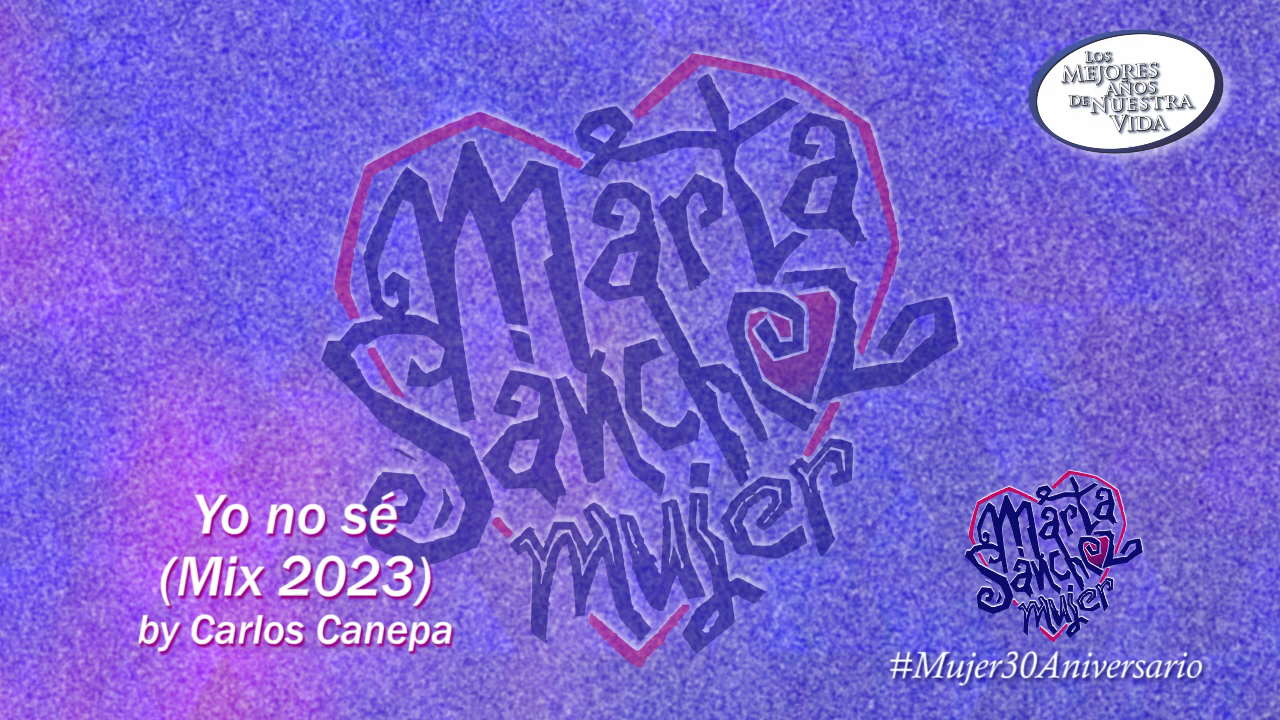 LOS
MEJORES
AÑOS
DE NUESTRA
VIDA
Marta
Sánchez
mujer
Yo no sé
(Mix 2023)
by Carlos Canepa
Marta
Sánchez
mujer
#Mujer30Aniversario